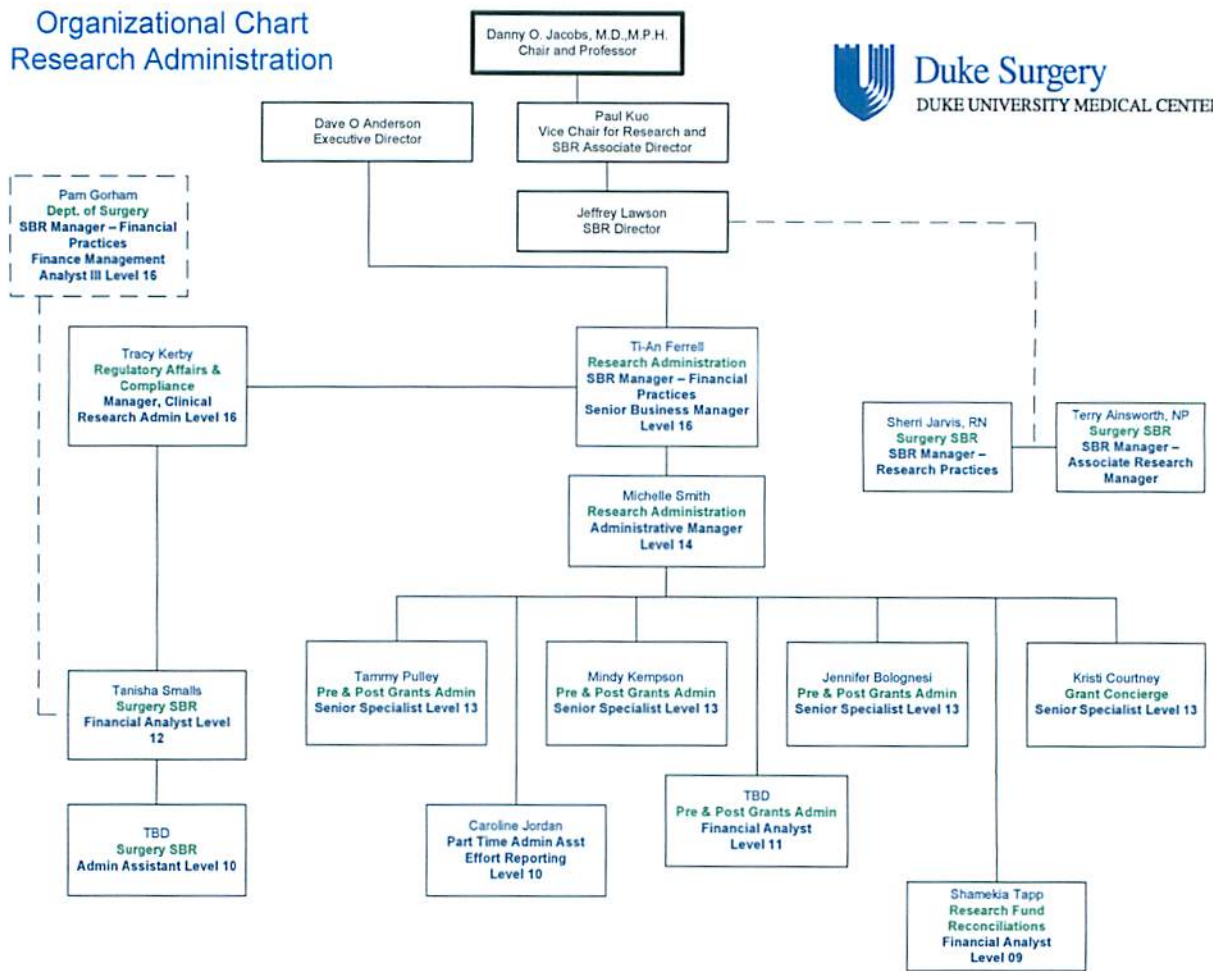 Organizational Chart
Research Administration
Danny O. Jacobs, M.D.,M.P.H.
Chair and Professor
Duke Surgery
DUKE UNIVERSITY MEDICAL CENTER
Dave O Anderson
Executive Director
Paul Kuo
Vice Chair for Research and
SBR Associate Director
Pam Gorham
Dept. of Surgery
SBR Manager – Financial
Practices
Finance Management
Analyst III Level 16
Jeffrey Lawson
SBR Director
Tracy Kerby
Regulatory Affairs &
Compliance
Manager, Clinical
Research Admin Level 16
Ti-An Ferrell
Research Administration
SBR Manager – Financial
Practices
Senior Business Manager
Level 16
Sherri Jarvis, RN
Surgery SBR
SBR Manager –
Research Practices
Terry Ainsworth, NP
Surgery SBR
SBR Manager –
Associate Research
Manager
Michelle Smith
Research Administration
Administrative Manager
Level 14
Tanisha Smalls
Surgery SBR
Financial Analyst Level
12
Tammy Pulley
Pre & Post Grants Admin
Senior Specialist Level 13
Mindy Kempson
Pre & Post Grants Admin
Senior Specialist Level 13
Jennifer Bolognesi
Pre & Post Grants Admin
Senior Specialist Level 13
Kristi Courtney
Grant Concierge
Senior Specialist Level 13
TBD
Surgery SBR
Admin Assistant Level 10
Caroline Jordan
Part Time Admin Asst
Effort Reporting
Level 10
TBD
Pre & Post Grants Admin
Financial Analyst
Level 11
Shamekia Tapp
Research Fund
Reconciliations
Financial Analyst
Level 09